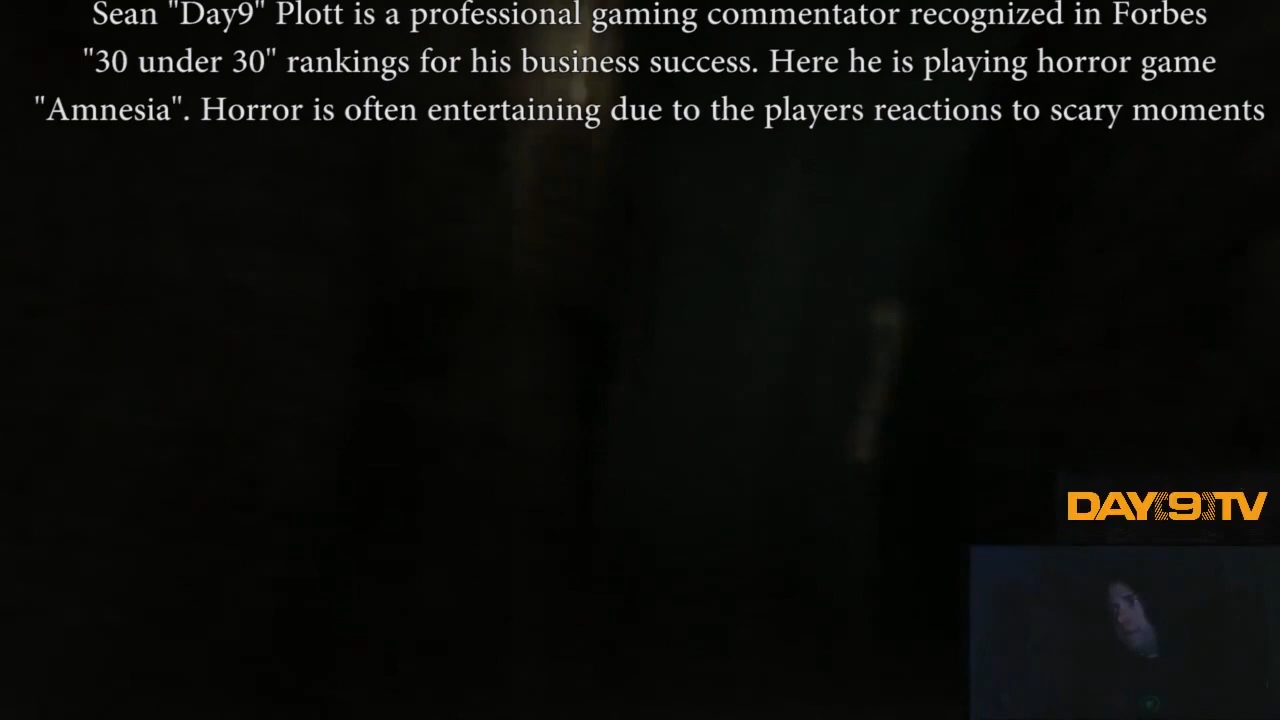 Sean "Day9" Plott is a professional gaming commentator recognized in Forbes
"30 under 30" rankings for his business success. Here he is playing horror game
"Amnesia". Horror is often entertaining due to the players reactions to scary moments
DAY[9]TV